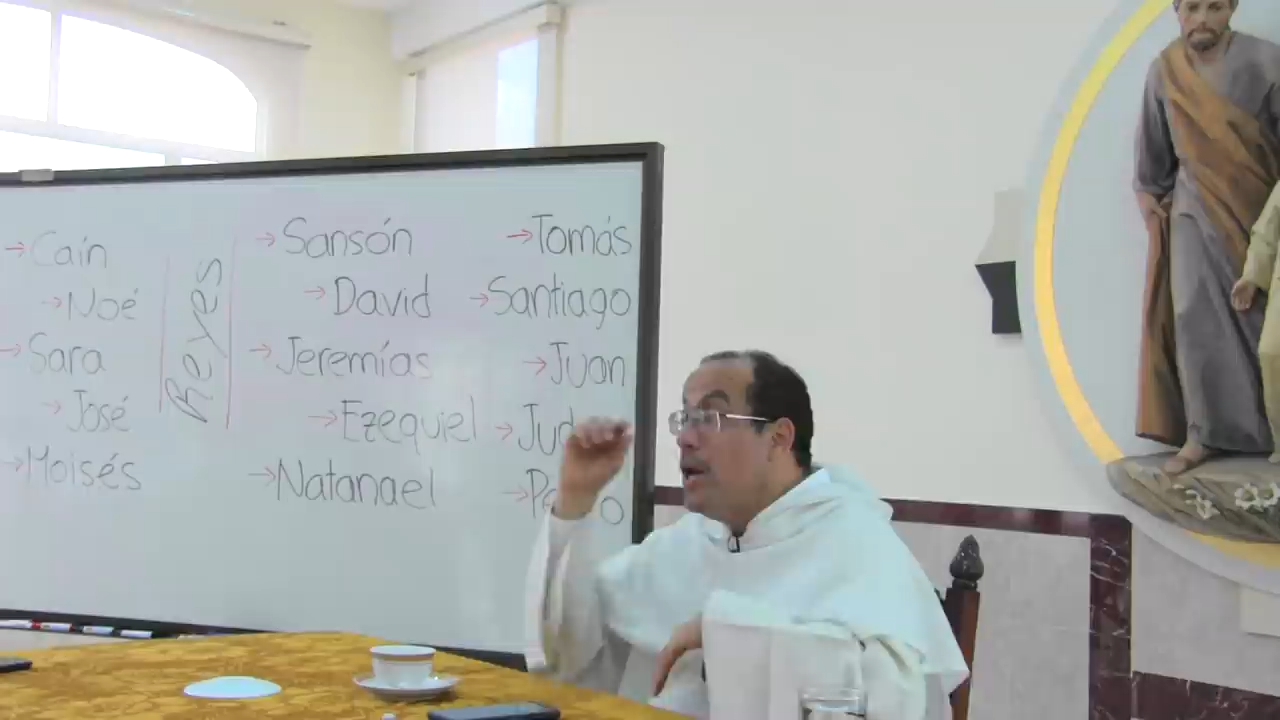 →Caín
→Noé
→Sara
→José
→Moisés
Reyes
→Sansón
→David
→Jeremías
→Ezequiel
→Natanael
→Tomás
→Santiago
→Juan